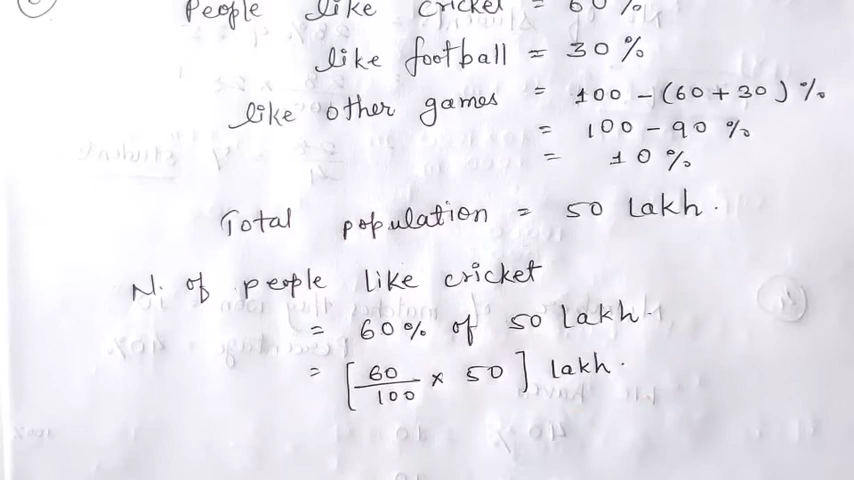 People like cricket = 60%
like football = 30%
like other games = 100 - (60 + 30) %
= 100 - 90 %
= 10 %
Total population = 50 Lakh.
N. of people like cricket
= 60% of 50 Lakh.
= [60/100 × 50] lakh.